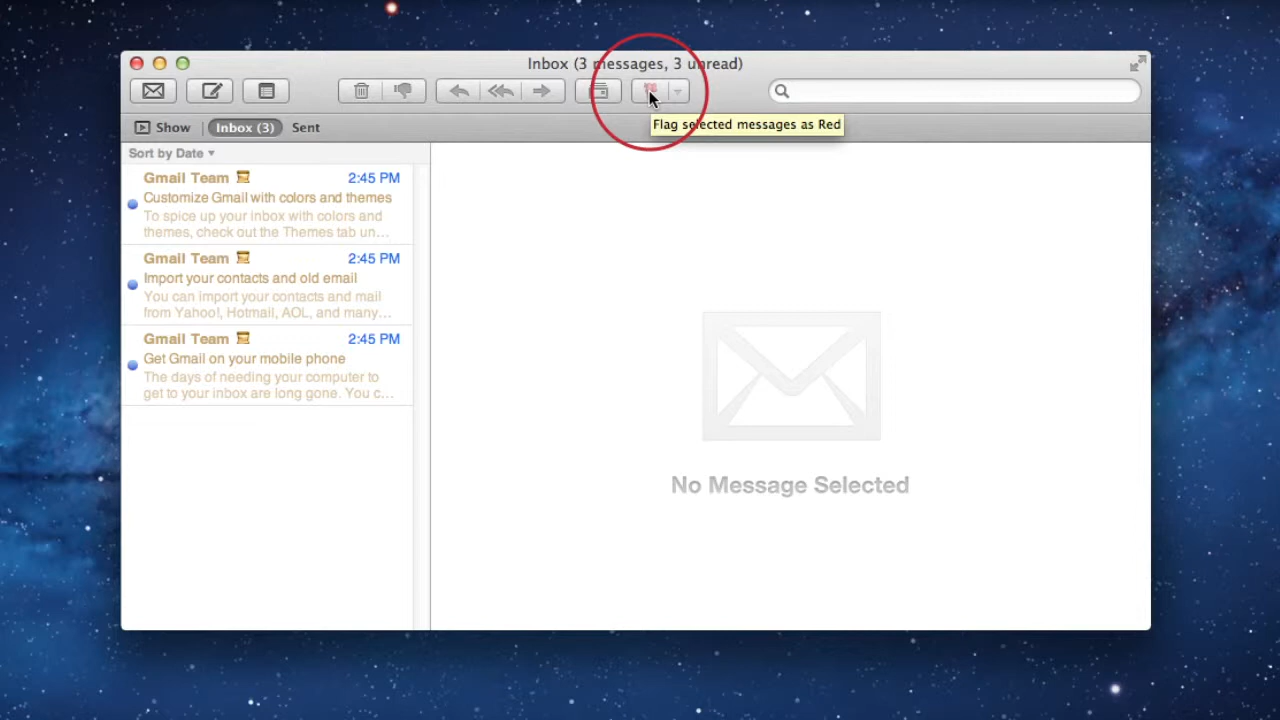 Inbox (3 messages, 3 unread)
Flag selected messages as Red
Show Inbox (3) Sent
Sort by Date
Gmail Team 2:45 PM
Customize Gmail with colors and themes
To spice up your inbox with colors and
themes, check out the Themes tab un...
Gmail Team 2:45 PM
Import your contacts and old email
You can import your contacts and mail
from Yahoo!, Hotmail, AOL, and many...
Gmail Team 2:45 PM
Get Gmail on your mobile phone
The days of needing your computer to
get to your inbox are long gone. You c...
No Message Selected